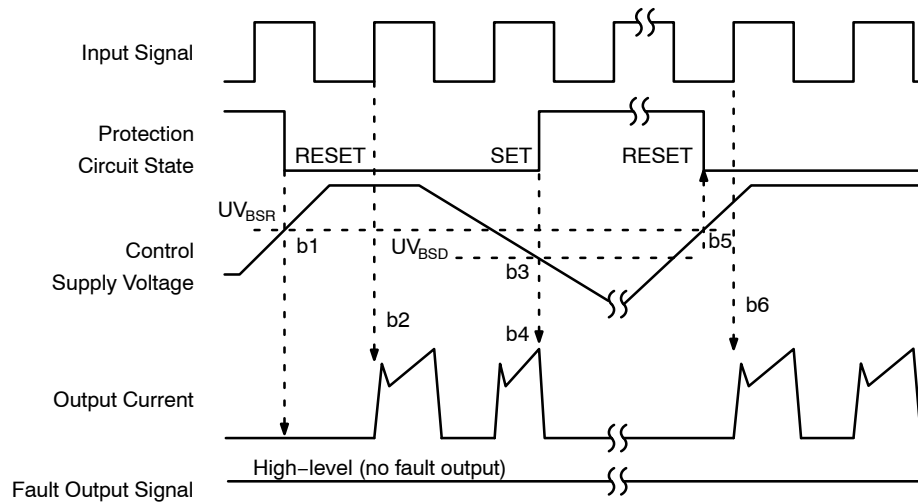 Input Signal
Protection
Circuit State
RESET
SET
RESET
UVBSR
b1
UVBSD
b3
b5
Control
Supply Voltage
b2
b4
b6
Output Current
High−level (no fault output)
Fault Output Signal